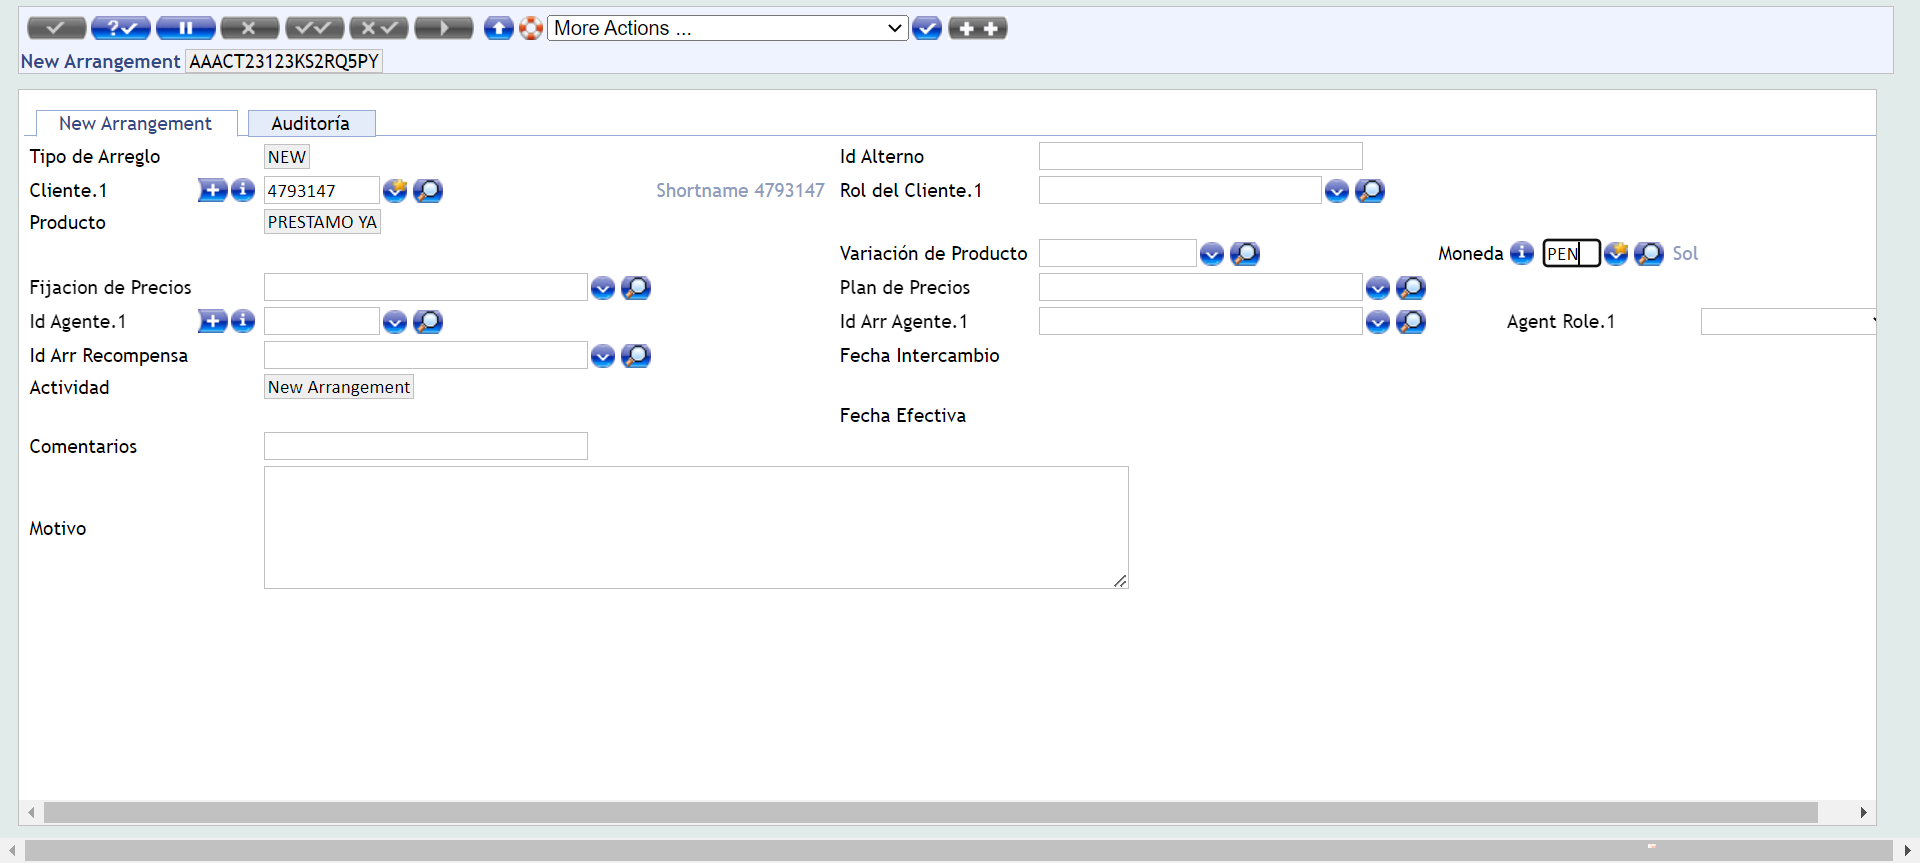 More Actions ...
New Arrangement AAACT23123KS2RQ5PY
New Arrangement Auditoría
Tipo de Arreglo NEW Id Alterno
Cliente.1 4793147 Shortname 4793147 Rol del Cliente.1
Producto PRESTAMO YA
Variación de Producto Moneda PEN Sol
Fijacion de Precios Plan de Precios
Id Agente.1 Id Arr Agente.1 Agent Role.1
Id Arr Recompensa Fecha Intercambio
Actividad New Arrangement
Fecha Efectiva
Comentarios
Motivo